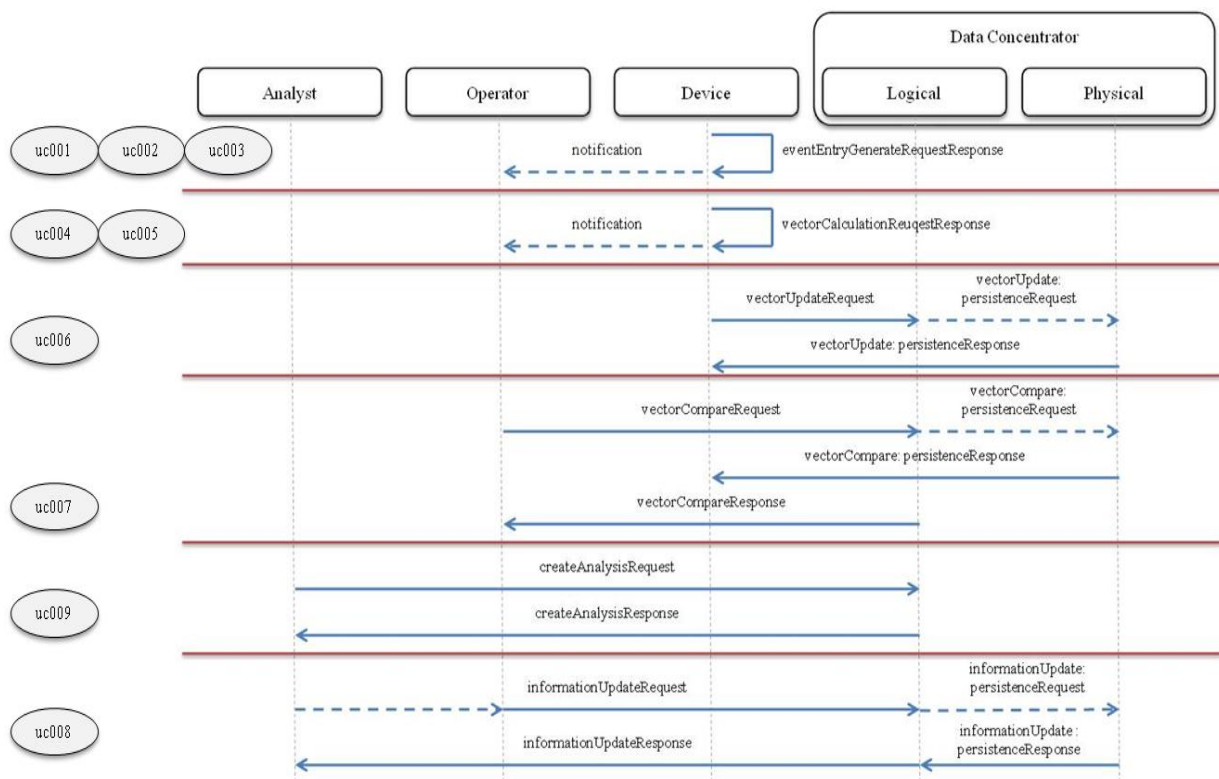 Data Concentrator
Analyst
Operator
Device
Logical
Physical
uc001
uc002
uc003
notification
eventEntryGenerateRequestResponse
uc004
uc005
notification
vectorCalculationReuqestResponse
uc006
vectorUpdateRequest
vectorUpdate:
persistenceRequest
vectorUpdate: persistenceResponse
vectorCompareRequest
vectorCompare:
persistenceRequest
vectorCompare: persistenceResponse
uc007
vectorCompareResponse
createAnalysisRequest
uc009
createAnalysisResponse
informationUpdateRequest
informationUpdate:
persistenceRequest
uc008
informationUpdateResponse
informationUpdate :
persistenceResponse